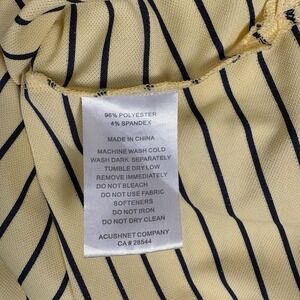 96% POLYESTER
4% SPANDEX
MADE IN CHINA
MACHINE WASH COLD
WASH DARK SEPARATELY
TUMBLE DRY LOW
REMOVE IMMEDIATELY
DO NOT BLEACH
DO NOT USE FABRIC
SOFTENERS
DO NOT IRON
DO NOT DRY CLEAN
ACUSHNET COMPANY
CA# 28544